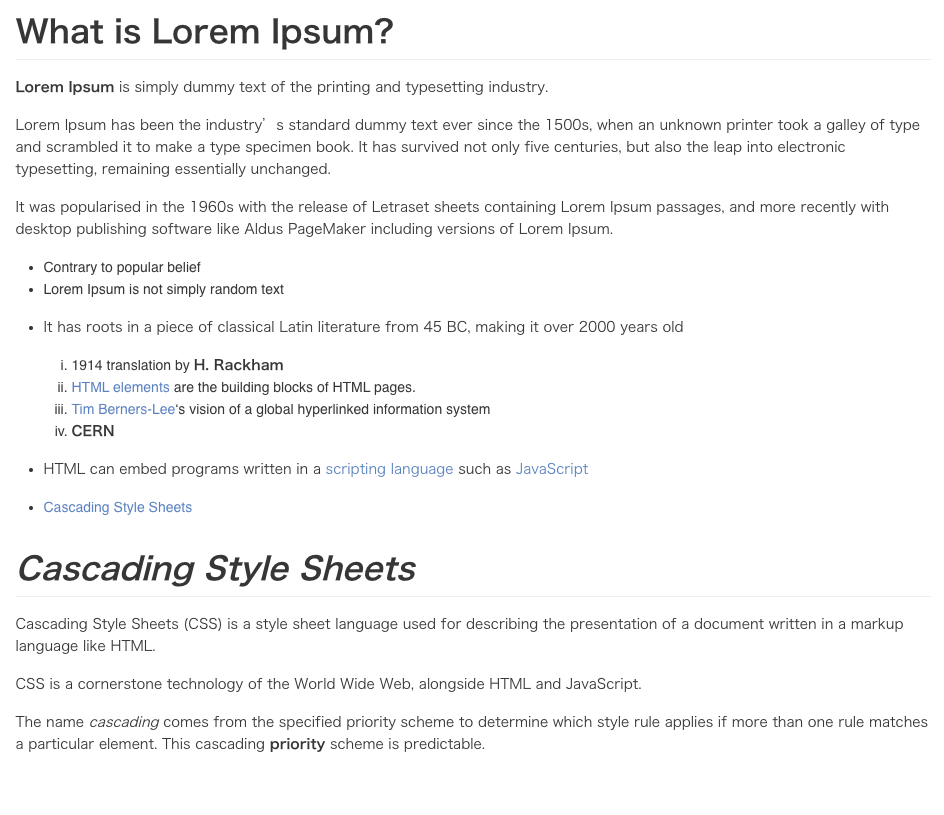 What is Lorem Ipsum?
Lorem Ipsum is simply dummy text of the printing and typesetting industry.
Lorem Ipsum has been the industry’s standard dummy text ever since the 1500s, when an unknown printer took a galley of type
and scrambled it to make a type specimen book. It has survived not only five centuries, but also the leap into electronic
typesetting, remaining essentially unchanged.
It was popularised in the 1960s with the release of Letraset sheets containing Lorem Ipsum passages, and more recently with
desktop publishing software like Aldus PageMaker including versions of Lorem Ipsum.
• Contrary to popular belief
• Lorem Ipsum is not simply random text
• It has roots in a piece of classical Latin literature from 45 BC, making it over 2000 years old
i. 1914 translation by H. Rackham
ii. HTML elements are the building blocks of HTML pages.
iii. Tim Berners-Lee‘s vision of a global hyperlinked information system
iv. CERN
• HTML can embed programs written in a scripting language such as JavaScript
• Cascading Style Sheets
Cascading Style Sheets
Cascading Style Sheets (CSS) is a style sheet language used for describing the presentation of a document written in a markup
language like HTML.
CSS is a cornerstone technology of the World Wide Web, alongside HTML and JavaScript.
The name cascading comes from the specified priority scheme to determine which style rule applies if more than one rule matches
a particular element. This cascading priority scheme is predictable.